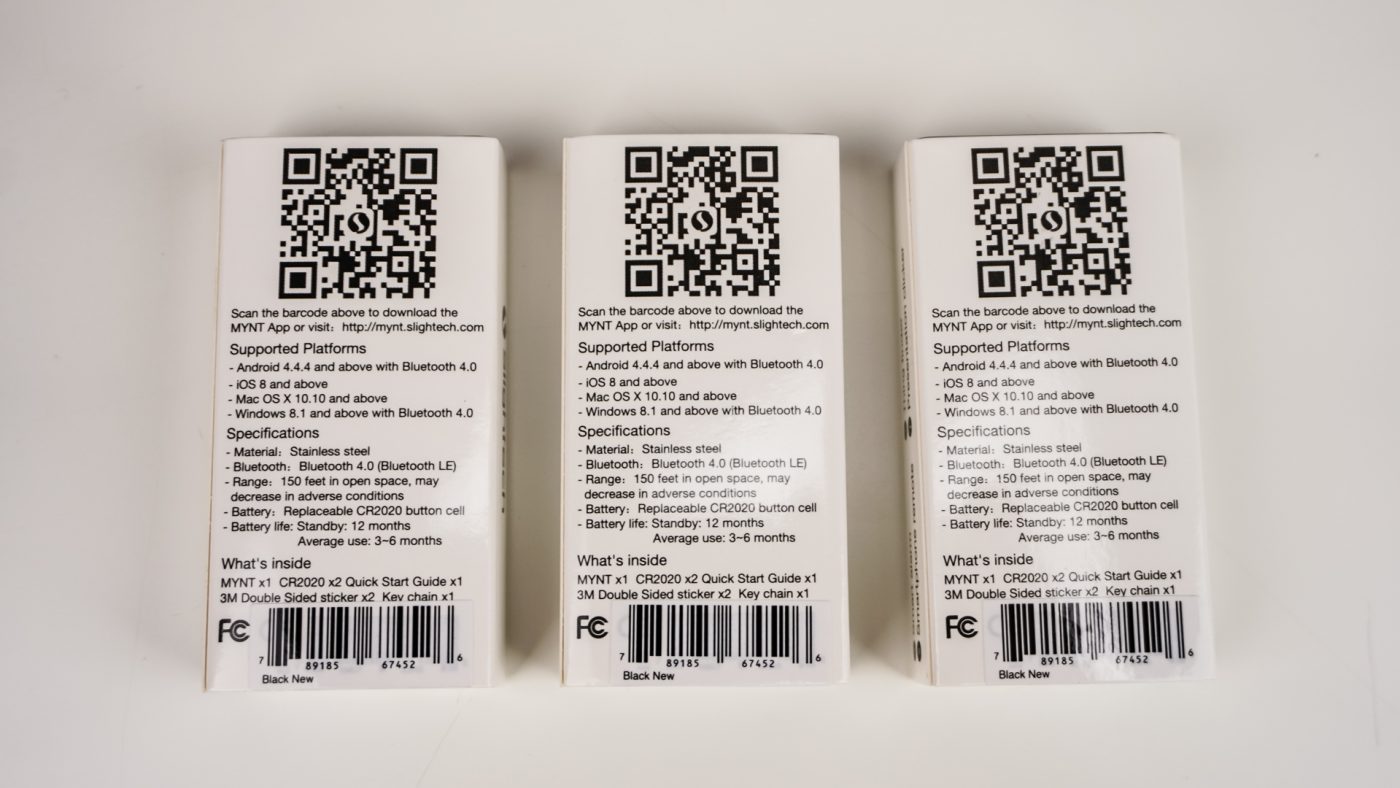 Scan the barcode above to download the
MYNT App or visit: http://mynt.slightech.com
Supported Platforms
- Android 4.4.4 and above with Bluetooth 4.0
- iOS 8 and above
- Mac OS X 10.10 and above
- Windows 8.1 and above with Bluetooth 4.0
Specifications
- Material: Stainless steel
- Bluetooth: Bluetooth 4.0 (Bluetooth LE)
- Range: 150 feet in open space, may
decrease in adverse conditions
- Battery: Replaceable CR2020 button cell
- Battery life: Standby: 12 months
Average use: 3~6 months
What's inside
MYNT x1 CR2020 x2 Quick Start Guide x1
3M Double Sided sticker x2 Key chain x1
FC
7 89185 67452 6
Black New
Scan the barcode above to download the
MYNT App or visit: http://mynt.slightech.com
Supported Platforms
- Android 4.4.4 and above with Bluetooth 4.0
- iOS 8 and above
- Mac OS X 10.10 and above
- Windows 8.1 and above with Bluetooth 4.0
Specifications
- Material: Stainless steel
- Bluetooth: Bluetooth 4.0 (Bluetooth LE)
- Range: 150 feet in open space, may
decrease in adverse conditions
- Battery: Replaceable CR2020 button cell
- Battery life: Standby: 12 months
Average use: 3~6 months
What's inside
MYNT x1 CR2020 x2 Quick Start Guide x1
3M Double Sided sticker x2 Key chain x1
FC
7 89185 67452 6
Black New
Presentation clicker
smartphone remote
Scan the barcode above to download the
MYNT App or visit: http://mynt.slightech.com
Supported Platforms
- Android 4.4.4 and above with Bluetooth 4.0
- iOS 8 and above
- Mac OS X 10.10 and above
- Windows 8.1 and above with Bluetooth 4.0
Specifications
- Material: Stainless steel
- Bluetooth: Bluetooth 4.0 (Bluetooth LE)
- Range: 150 feet in open space, may
decrease in adverse conditions
- Battery: Replaceable CR2020 button cell
- Battery life: Standby: 12 months
Average use: 3~6 months
What's inside
MYNT x1 CR2020 x2 Quick Start Guide x1
3M Double Sided sticker x2 Key chain x1
FC
7 89185 67452 6
Black New